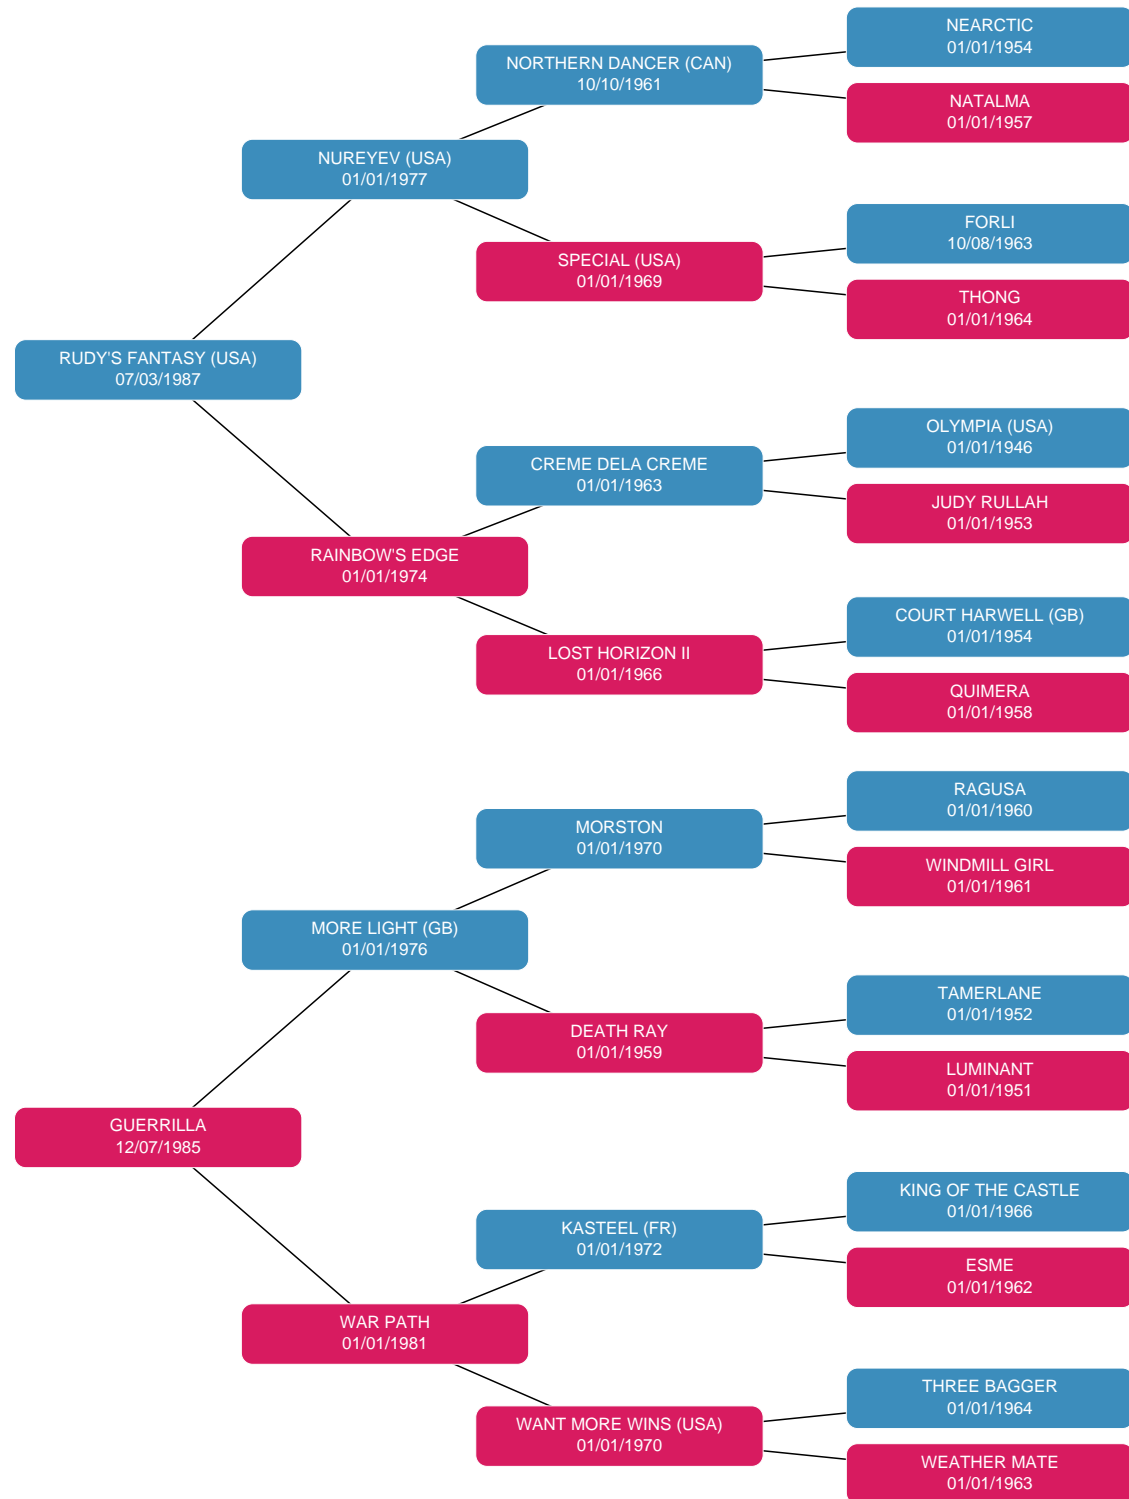 NEARCTIC
01/01/1954
NORTHERN DANCER (CAN)
10/10/1961
NATALMA
01/01/1957
NUREYEV (USA)
01/01/1977
FORLI
10/08/1963
SPECIAL (USA)
01/01/1969
THONG
01/01/1964
RUDY'S FANTASY (USA)
07/03/1987
OLYMPIA (USA)
01/01/1946
CREME DELA CREME
01/01/1963
JUDY RULLAH
01/01/1953
RAINBOW'S EDGE
01/01/1974
COURT HARWELL (GB)
01/01/1954
LOST HORIZON II
01/01/1966
QUIMERA
01/01/1958
RAGUSA
01/01/1960
MORSTON
01/01/1970
WINDMILL GIRL
01/01/1961
MORE LIGHT (GB)
01/01/1976
TAMERLANE
01/01/1952
DEATH RAY
01/01/1959
LUMINANT
01/01/1951
GUERRILLA
12/07/1985
KING OF THE CASTLE
01/01/1966
KASTEEL (FR)
01/01/1972
ESME
01/01/1962
WAR PATH
01/01/1981
THREE BAGGER
01/01/1964
WANT MORE WINS (USA)
01/01/1970
WEATHER MATE
01/01/1963